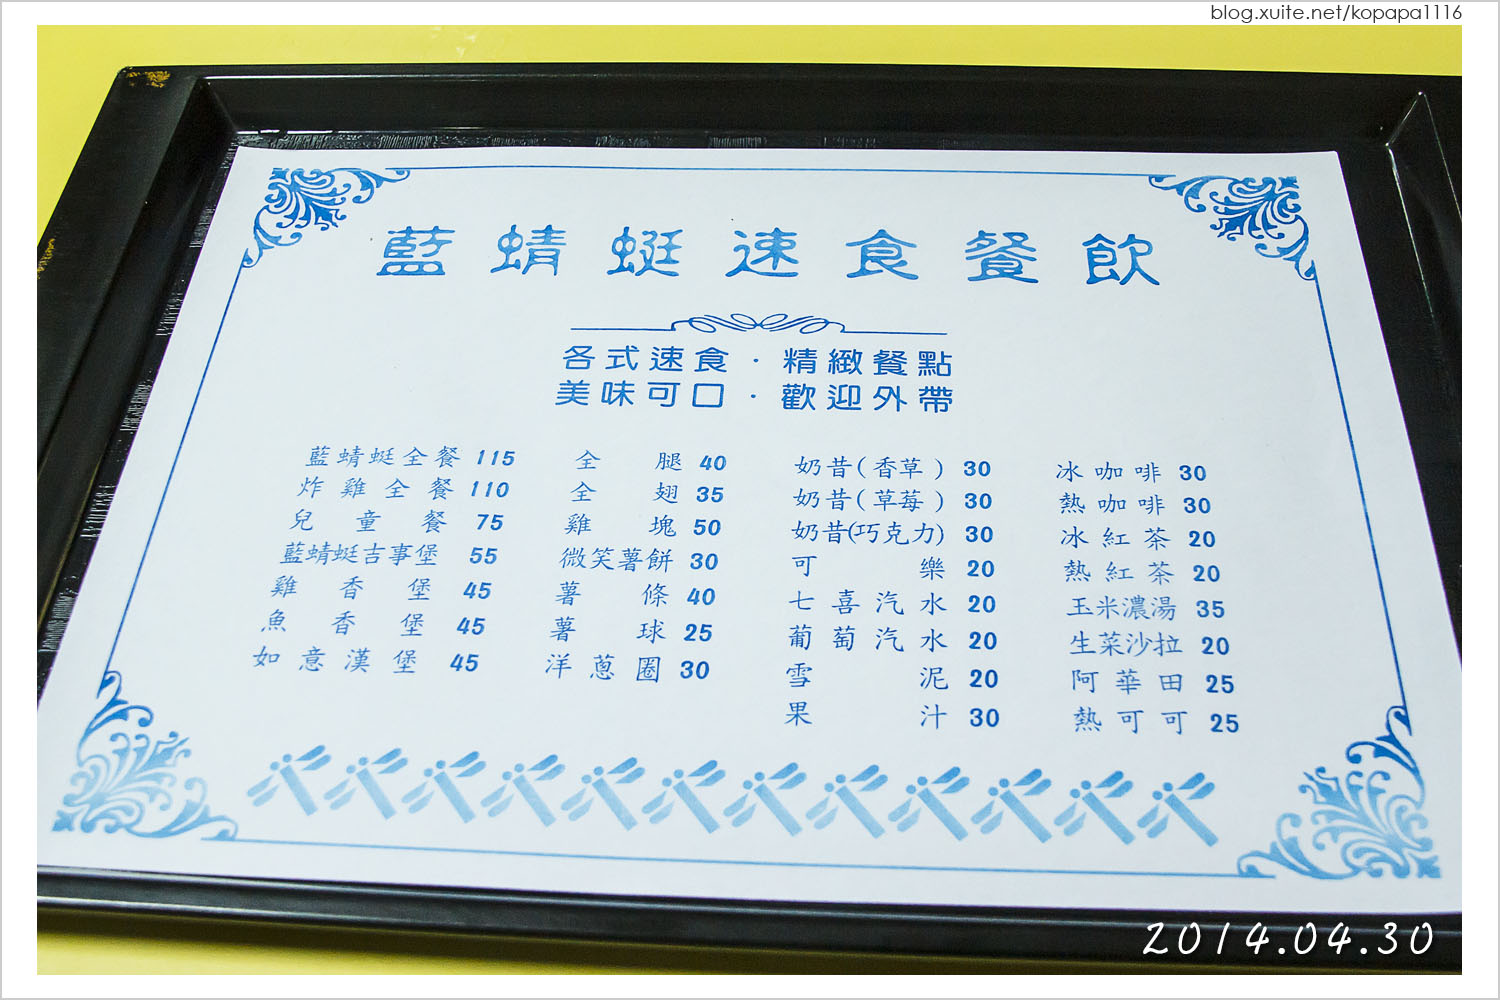 blog.xuite.net/kopapa1116
藍蜻蜓速食餐飲
各式速食·精緻餐點
美味可口·歡迎外帶
藍蜻蜓全餐 115
炸雞全餐 110
兒童餐 75
藍蜻蜓吉事堡 55
雞香堡 45
魚香堡 45
如意漢堡 45
全腿 40
全翅 35
雞塊 50
微笑薯餅 30
薯條 40
薯球 25
洋蔥圈 30
奶昔(香草) 30
奶昔(草莓) 30
奶昔(巧克力) 30
可樂 20
七喜汽水 20
葡萄汽水 20
雪泥 20
果汁 30
冰咖啡 30
熱咖啡 30
冰紅茶 20
熱紅茶 20
玉米濃湯 35
生菜沙拉 20
阿華田 25
熱可可 25
2014.04.30